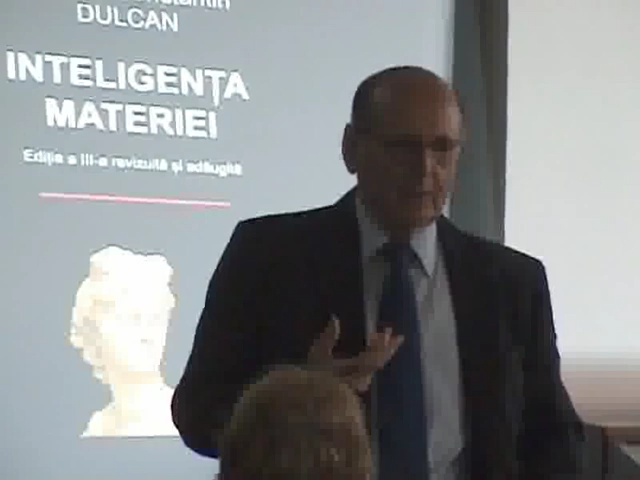 DULCAN
INTELIGENȚA
MATERIEI
Ediția a III-a revizuită și adăugită